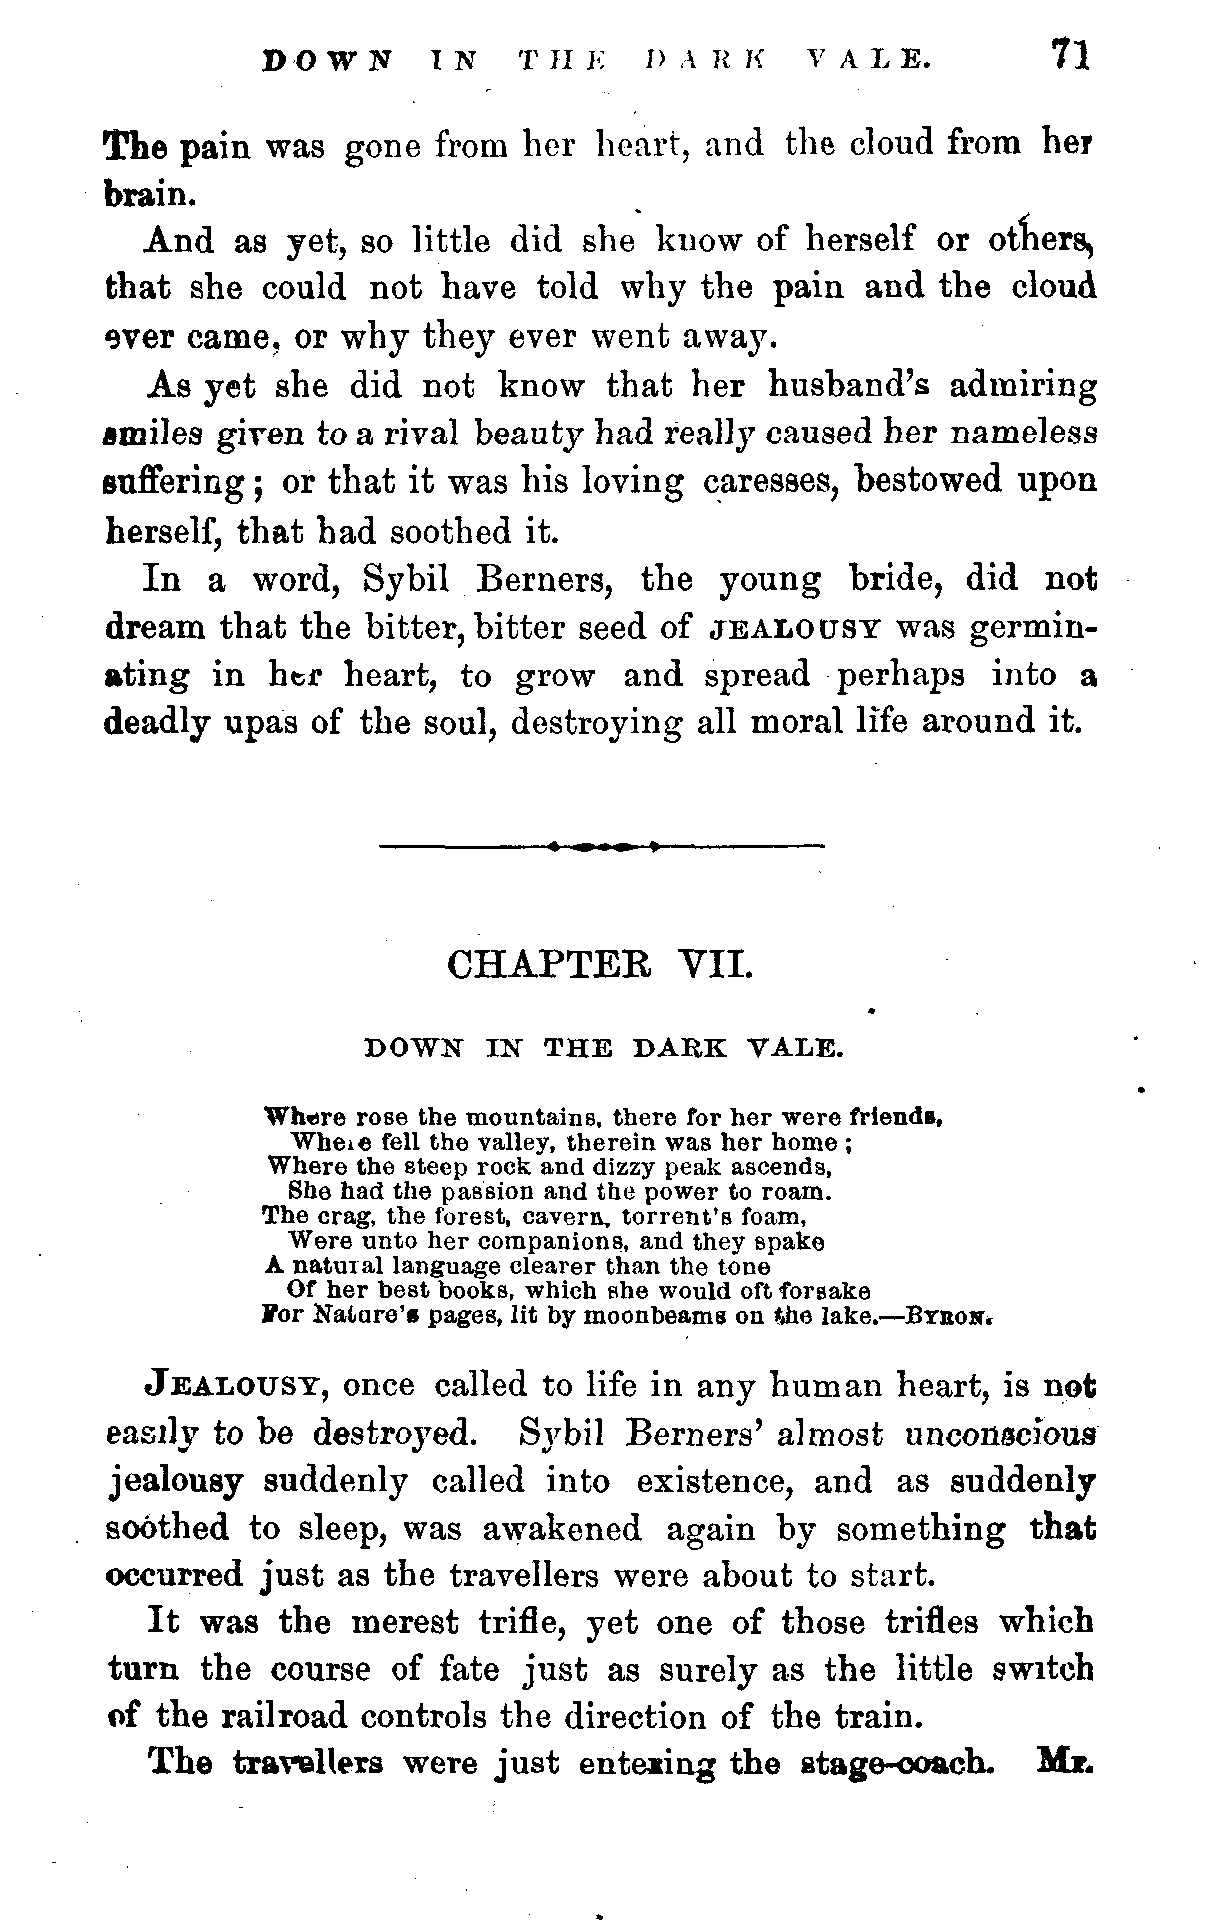 DOWN IN THE DARK VALE. 71
The pain was gone from her heart, and the cloud from her
brain.
And as yet, so little did she know of herself or others,
that she could not have told why the pain and the cloud
ever came, or why they ever went away.
As yet she did not know that her husband's admiring
smiles given to a rival beauty had really caused her nameless
suffering; or that it was his loving caresses, bestowed upon
herself, that had soothed it.
In a word, Sybil Berners, the young bride, did not
dream that the bitter, bitter seed of JEALOUSY was germin-
ating in her heart, to grow and spread perhaps into a
deadly upas of the soul, destroying all moral life around it.
CHAPTER VII.
DOWN IN THE DARK VALE.
Where rose the mountains, there for her were friends,
Where fell the valley, therein was her home;
Where the steep rock and dizzy peak ascends,
She had the passion and the power to roam.
The crag, the forest, cavern, torrent's foam,
Were unto her companions, and they spake
A natural language clearer than the tone
Of her best books, which she would oft forsake
For Nature's pages, lit by moonbeams on the lake.—BYRON.
JEALOUSY, once called to life in any human heart, is not
easily to be destroyed. Sybil Berners' almost unconscious
jealousy suddenly called into existence, and as suddenly
soothed to sleep, was awakened again by something that
occurred just as the travellers were about to start.
It was the merest trifle, yet one of those trifles which
turn the course of fate just as surely as the little switch
of the railroad controls the direction of the train.
The travellers were just entering the stage-coach. Mr.